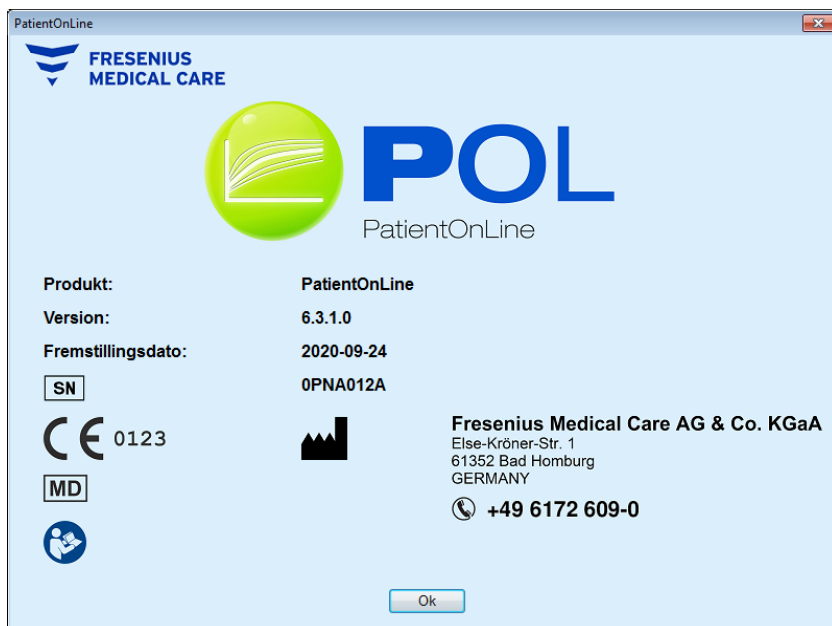 PatientOnLine
FRESENIUS
MEDICAL CARE
POL
PatientOnLine
Produkt: PatientOnLine
Version: 6.3.1.0
Fremstillingsdato: 2020-09-24
SN 0PNA012A
CE 0123
Fresenius Medical Care AG & Co. KGaA
Else-Kröner-Str. 1
61352 Bad Homburg
GERMANY
MD
+49 6172 609-0
Ok